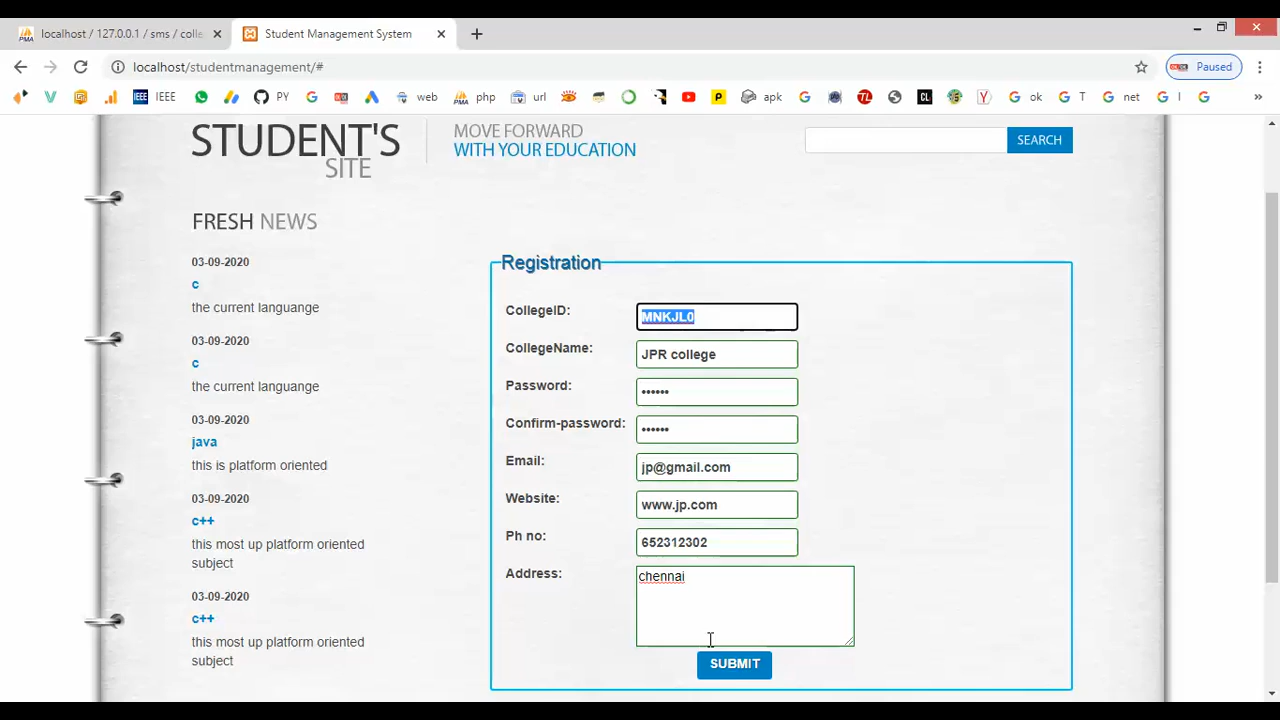 localhost / 127.0.0.1 / sms / colle
Student Management System
localhost/studentmanagement/#
Paused
IEEE
PY
web
php
url
apk
ok
T
net
I
STUDENT'S
SITE
MOVE FORWARD
WITH YOUR EDUCATION
SEARCH
FRESH NEWS
03-09-2020
c
the current languange
03-09-2020
c
the current languange
03-09-2020
java
this is platform oriented
03-09-2020
c++
this most up platform oriented
subject
03-09-2020
c++
this most up platform oriented
subject
Registration
CollegeID: MNKJL0
CollegeName: JPR college
Password: ••••••
Confirm-password: ••••••
Email: jp@gmail.com
Website: www.jp.com
Ph no: 652312302
Address: chennai
SUBMIT